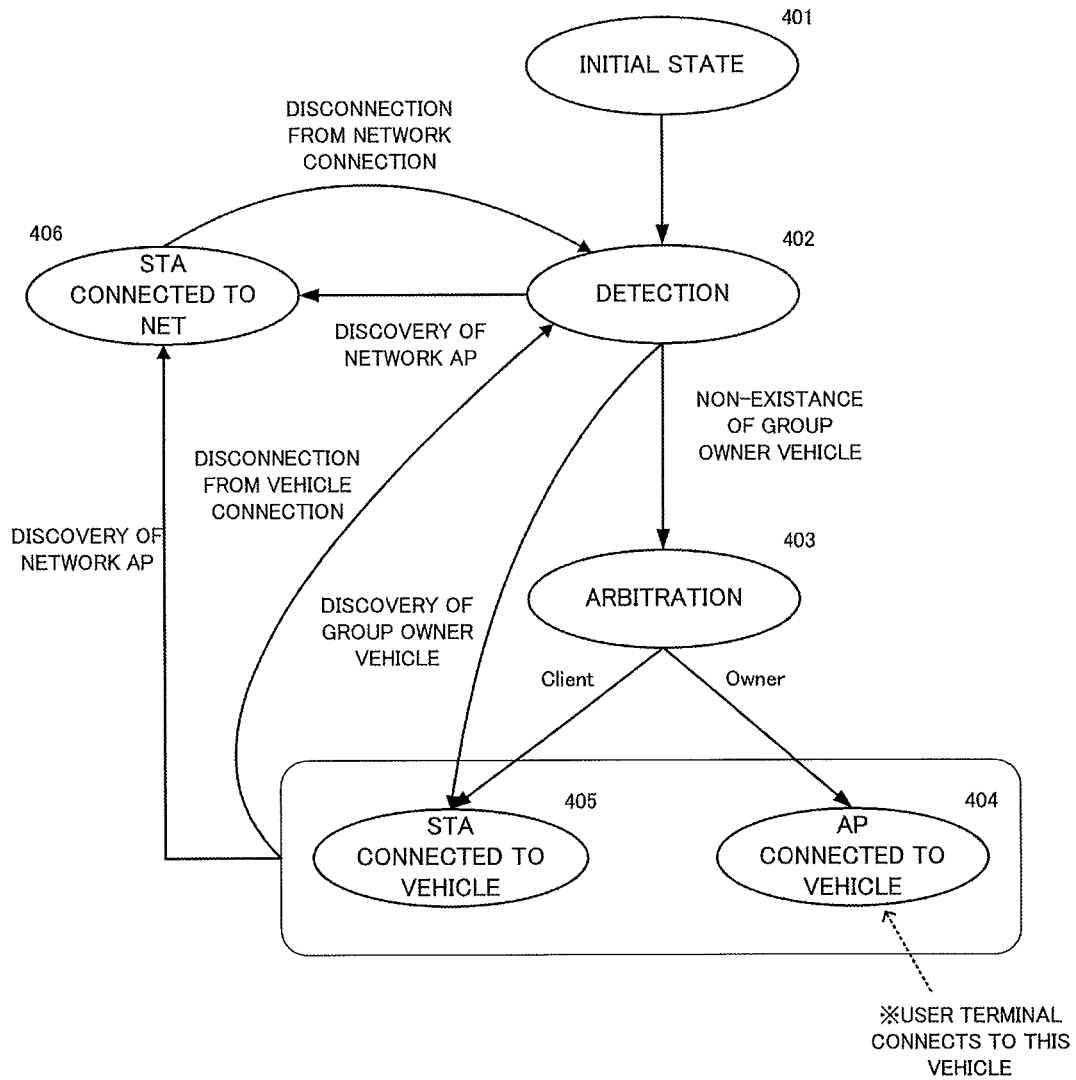 401
INITIAL STATE
DISCONNECTION
FROM NETWORK
CONNECTION
406
STA
CONNECTED TO
NET
402
DETECTION
DISCOVERY OF
NETWORK AP
NON-EXISTANCE
OF GROUP
OWNER VEHICLE
DISCONNECTION
FROM VEHICLE
CONNECTION
DISCOVERY OF
NETWORK AP
403
ARBITRATION
DISCOVERY OF
GROUP OWNER
VEHICLE
Client
Owner
405
STA
CONNECTED TO
VEHICLE
404
AP
CONNECTED TO
VEHICLE
※USER TERMINAL
CONNECTS TO THIS
VEHICLE